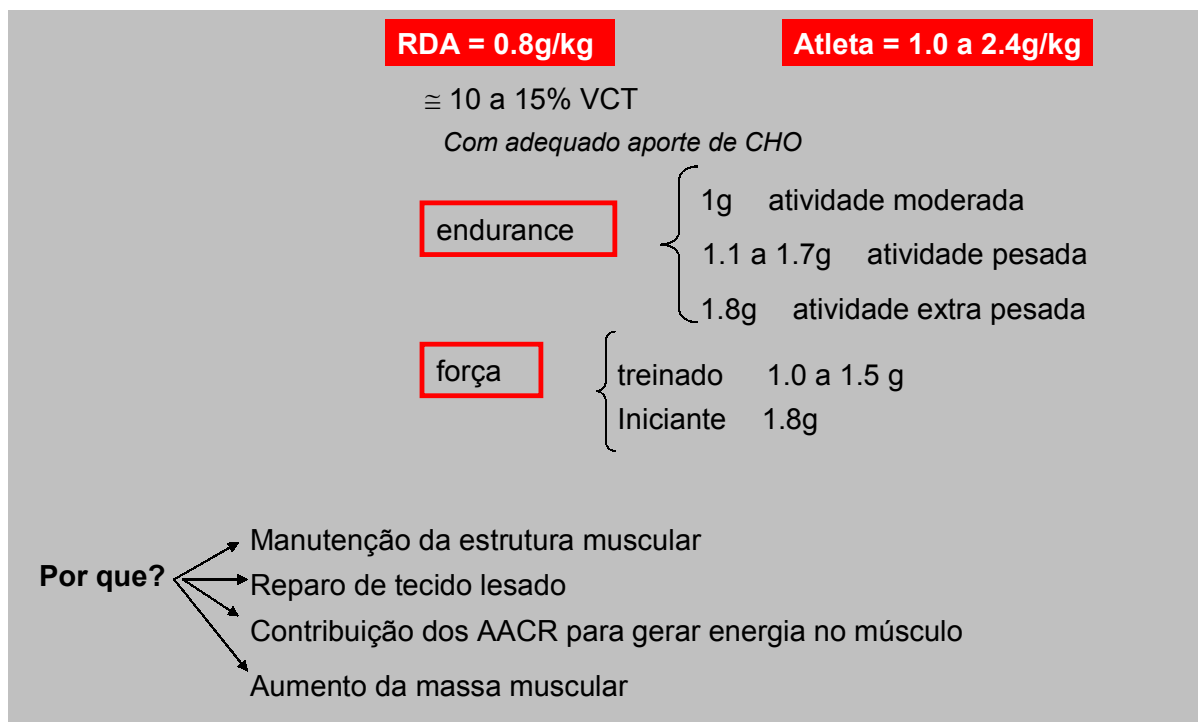 RDA = 0.8g/kg Atleta = 1.0 a 2.4g/kg
≅ 10 a 15% VCT
Com adequado aporte de CHO
1g atividade moderada
endurance
1.1 a 1.7g atividade pesada
1.8g atividade extra pesada
força
treinado 1.0 a 1.5 g
Iniciante 1.8g
Manutenção da estrutura muscular
Por que?
Reparo de tecido lesado
Contribuição dos AACR para gerar energia no músculo
Aumento da massa muscular